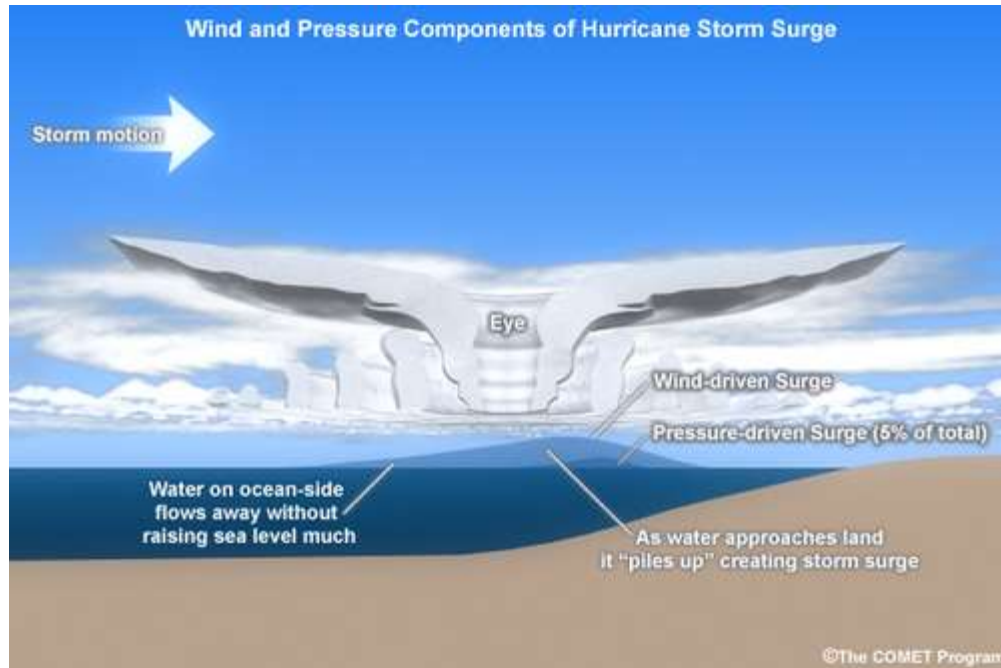 Wind and Pressure Components of Hurricane Storm Surge
Storm motion
Eye
Wind-driven Surge
Pressure-driven Surge (5% of total)
Water on ocean-side
flows away without
raising sea level much
As water approaches land
it “piles up” creating storm surge
©The COMET Program